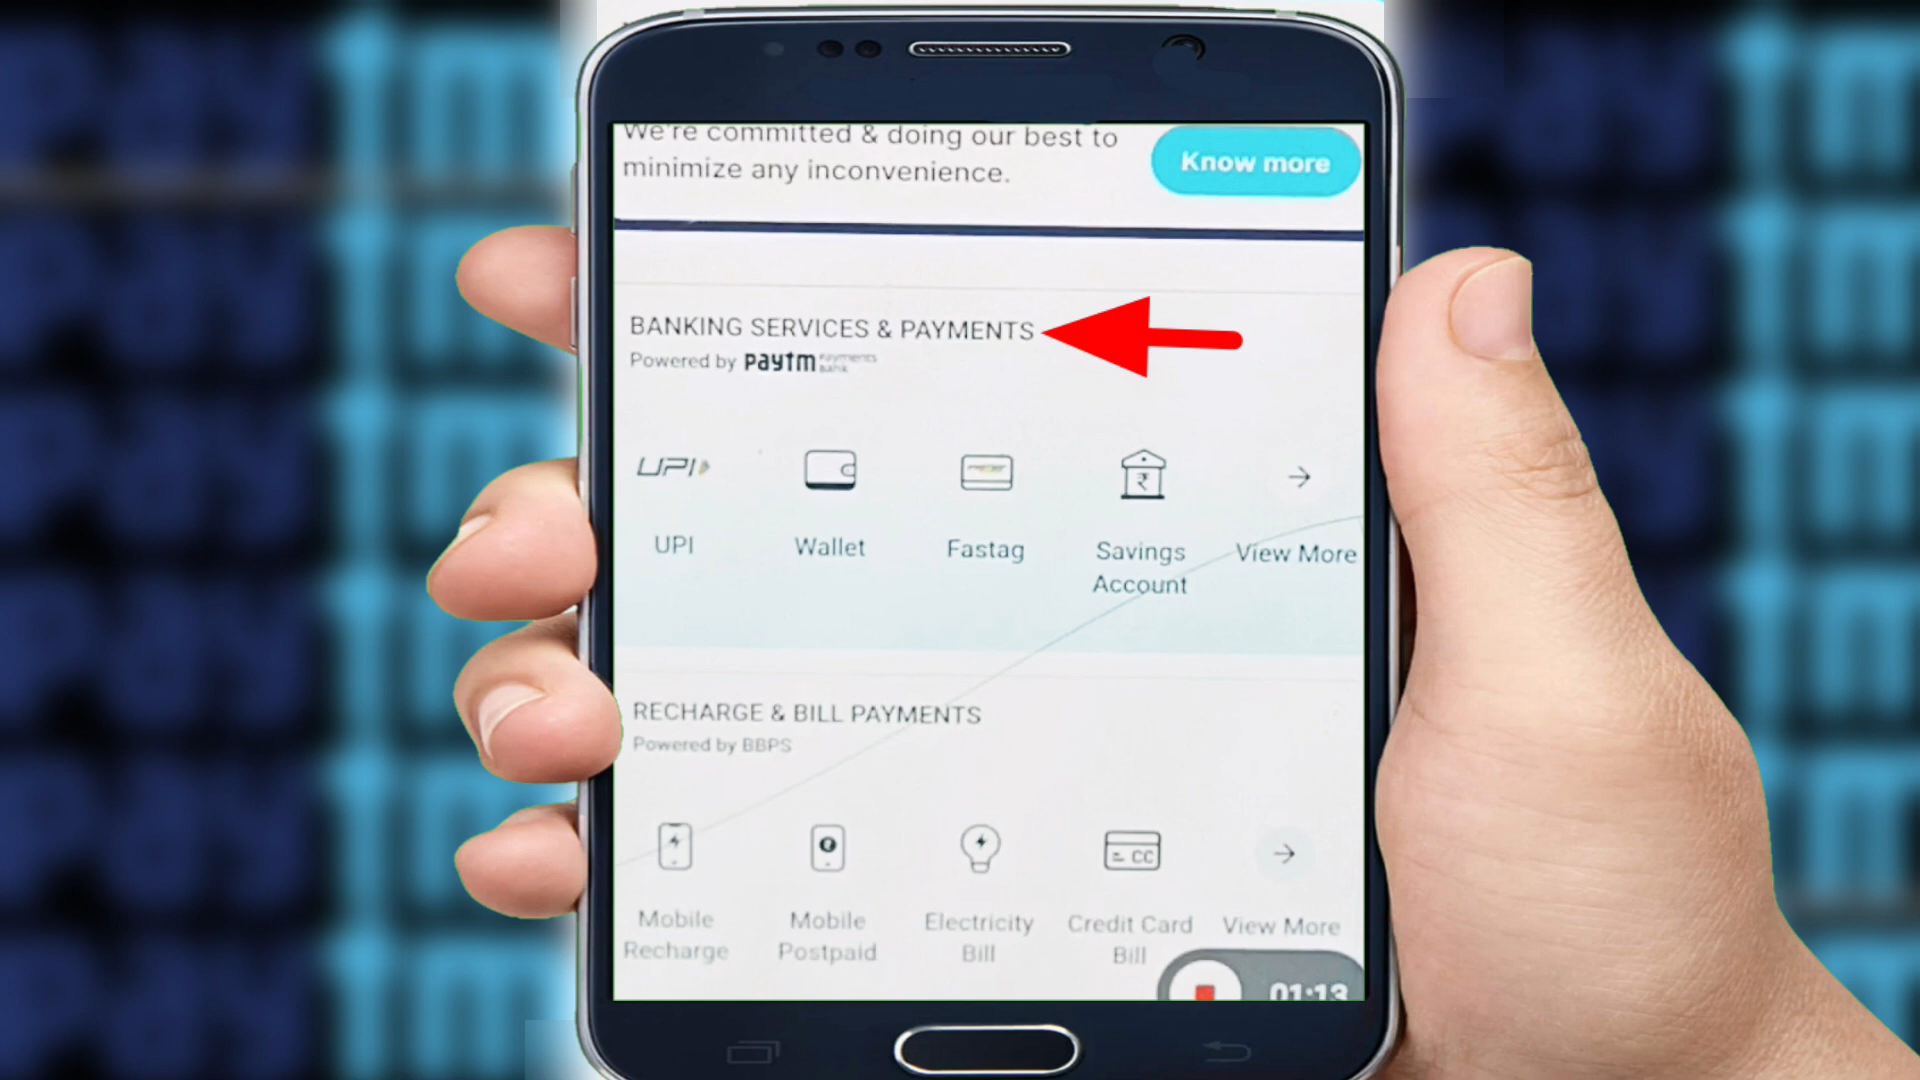 We're committed & doing our best to
minimize any inconvenience.
Know more
BANKING SERVICES & PAYMENTS
Powered by paytm payments bank
UPI
UPI
Wallet
Fastag
Savings
Account
View More
RECHARGE & BILL PAYMENTS
Powered by BBPS
Mobile
Recharge
Mobile
Postpaid
Electricity
Bill
CC
Credit Card
Bill
View More
01:13